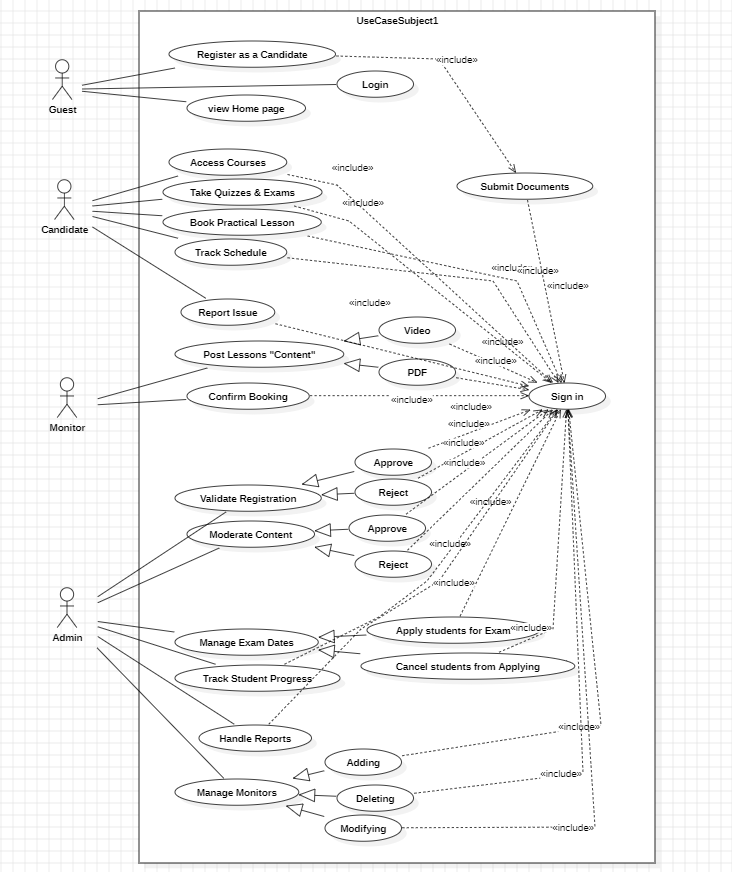 UseCaseSubject1
Register as a Candidate
«include»
Login
Guest
view Home page
Access Courses
«include»
Take Quizzes & Exams
Submit Documents
«include»
Book Practical Lesson
Candidate
Track Schedule
«include»
«include»
«include»
Report Issue
«include»
Video
«include»
Post Lessons "Content"
«include»
PDF
Confirm Booking
«include»
Sign in
«include»
Monitor
«include»
«include»
Approve
«include»
Reject
Validate Registration
«include»
Moderate Content
Approve
«include»
Reject
«include»
Admin
Apply students for Exam
«include»
Manage Exam Dates
Cancel students from Applying
Track Student Progress
«include»
Handle Reports
Adding
«include»
Manage Monitors
Deleting
Modifying
«include»